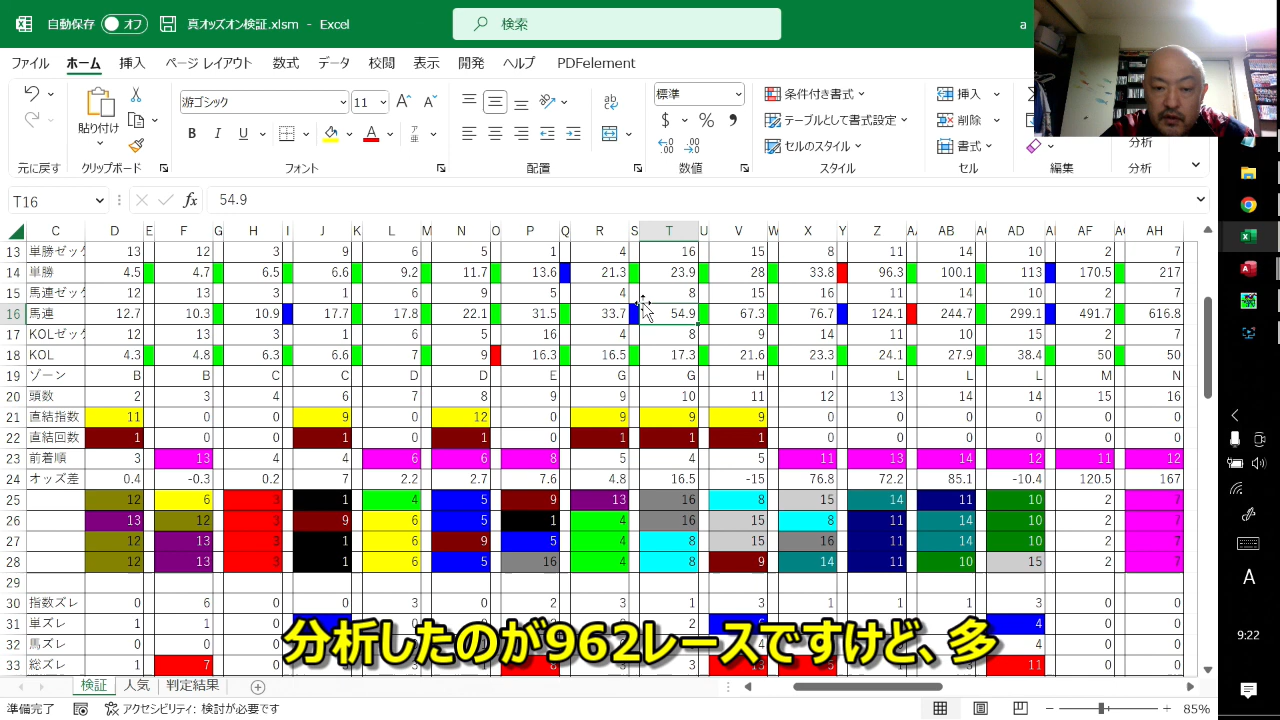 自動保存 オフ 真オッズオン検証.xlsm - Excel 検索 a
ファイル ホーム 挿入 ページ レイアウト 数式 データ 校閲 表示 開発 ヘルプ PDFelement
貼り付け 游ゴシック 11 B I U A ab 標準 $ % 条件付き書式 テーブルとして書式設定 セルのスタイル 挿入 削除 書式 分析
元に戻す クリップボード フォント 配置 数値 スタイル セル 編集 分析
T16 fx 54.9
C D E F G H I J K L M N O P Q R S T U V W X Y Z AB AD AF AH
13 単勝ゼッケ 13 12 3 9 6 5 1 4 16 15 8 11 14 10 2 7
14 単勝 4.5 4.7 6.5 6.6 9.2 11.7 13.6 21.3 23.9 28 33.8 96.3 100.1 113 170.5 217
15 馬連ゼッケ 12 13 3 1 6 9 5 4 8 15 16 11 14 10 2 7
16 馬連 12.7 10.3 10.9 17.7 17.8 22.1 31.5 33.7 54.9 67.3 76.7 124.1 244.7 299.1 491.7 616.8
17 KOLゼッケ 12 13 3 1 6 5 16 4 8 9 14 11 10 15 2 7
18 KOL 4.3 4.8 6.3 6.6 7 9 16.3 16.5 17.3 21.6 23.3 24.1 27.9 38.4 50 50
19 ゾーン B B C C D D E G G H I L L L M N
20 頭数 2 3 4 6 7 8 9 9 10 11 12 13 14 14 15 16
21 直結指数 11 0 0 9 0 12 0 9 9 9 0 0 0 0 0 0
22 直結回数 1 0 0 1 0 1 0 1 1 1 0 0 0 0 0 0
23 前着順 3 13 4 4 6 6 8 5 4 5 11 13 14 12 11 12
24 オッズ差 0.4 -0.3 0.2 7 2.2 2.7 7.6 4.8 16.5 -15 76.8 72.2 85.1 -10.4 120.5 167
25 12 6 3 1 4 5 9 13 16 8 15 14 11 10 2 7
26 13 12 3 9 6 5 1 4 16 15 8 11 14 10 2 7
27 12 13 3 1 6 9 5 4 8 15 16 11 14 10 2 7
28 12 13 3 1 6 5 16 4 8 9 14 11 10 15 2 7
29
30 指数ズレ 0 6 0 0 3 0 2 3 1 3 1 1 1 3 0 0
31 単ズレ 1 1 4 0 0
32 馬ズレ 0 0 4 0 0
33 総ズレ 1 7 11 0 0
分析したのが962レースですけど、多
検証 人気 判定結果
準備完了 アクセシビリティ: 検討が必要です 85%
A
9:22